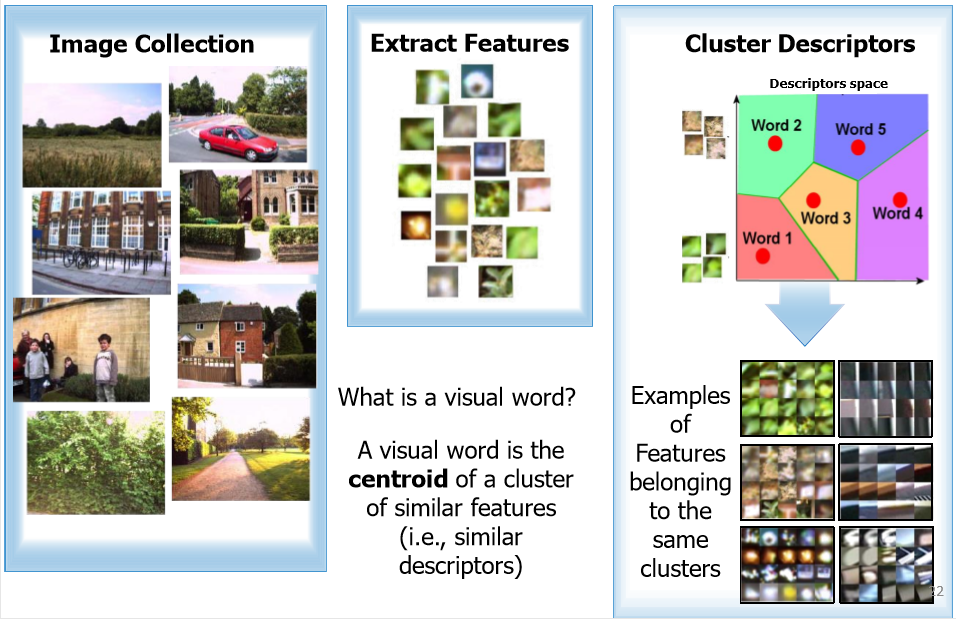 Image Collection
Extract Features
What is a visual word?
A visual word is the
centroid of a cluster
of similar features
(i.e., similar
descriptors)
Cluster Descriptors
Descriptors space
Word 2
Word 5
Word 3
Word 4
Word 1
Examples
of
Features
belonging
to the
same
clusters
22